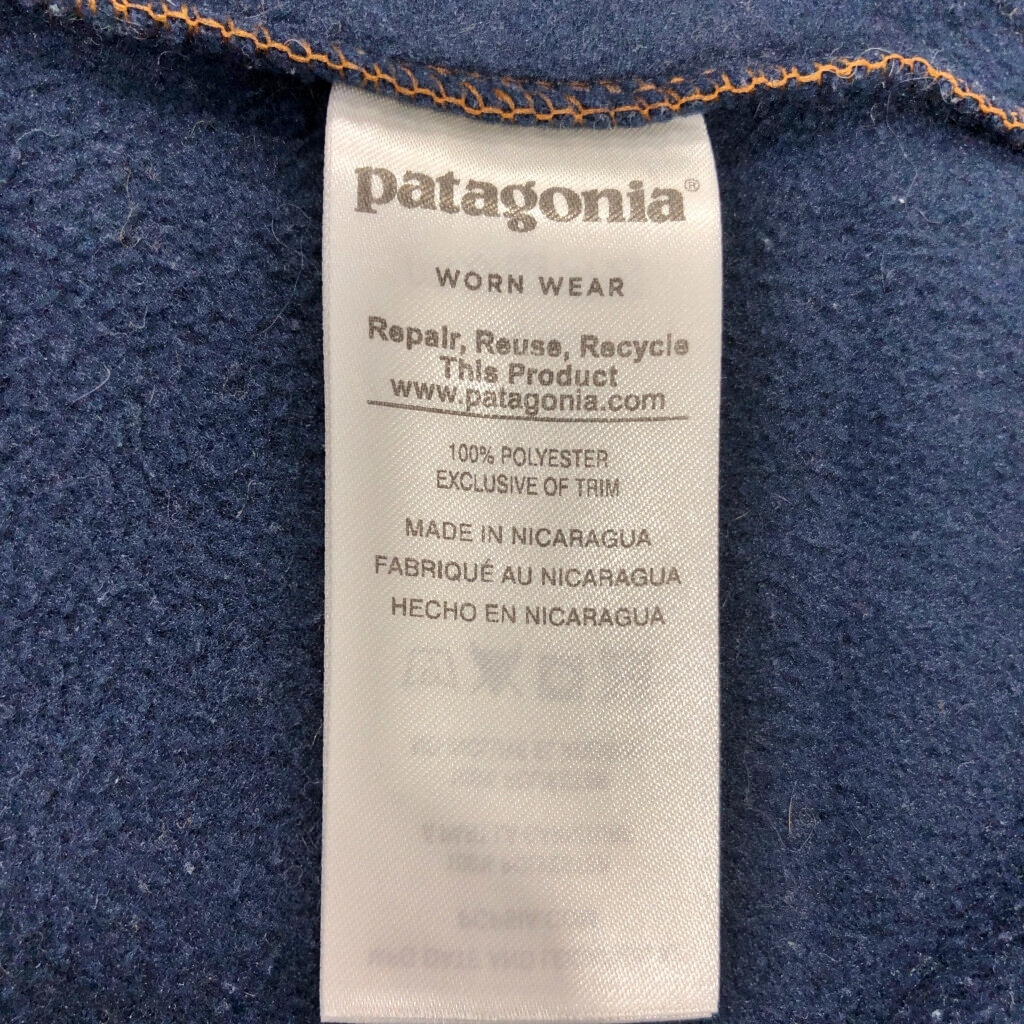 patagonia®
WORN WEAR
Repair, Reuse, Recycle
This Product
www.patagonia.com
100% POLYESTER
EXCLUSIVE OF TRIM
MADE IN NICARAGUA
FABRIQUÉ AU NICARAGUA
HECHO EN NICARAGUA